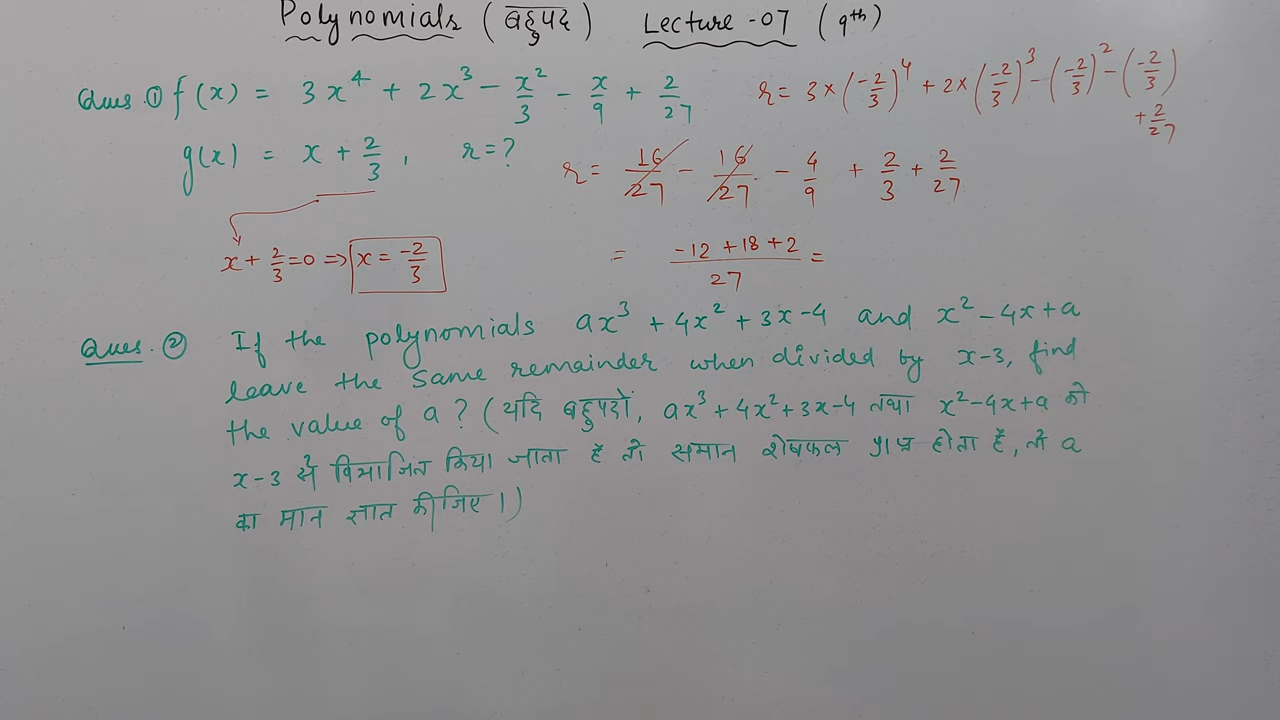 Polynomials (बहुपद) Lecture -07 (9th)
Ques.① f(x) = 3x⁴ + 2x³ - x²/3 - x/9 + 2/27
g(x) = x + 2/3, r=?
x + 2/3 = 0 ⇒ x = -2/3
r = 3×(-2/3)⁴ + 2×(-2/3)³ - (-2/3)² - (-2/3)
+ 2/27
r = 16/27 - 16/27 - 4/9 + 2/3 + 2/27
= (-12 + 18 + 2)/27 =
Ques.② If the polynomials ax³ + 4x² + 3x - 4 and x² - 4x + a
leave the same remainder when divided by x-3, find
the value of a? (यदि बहुपदों, ax³ + 4x² + 3x - 4 तथा x² - 4x + a को
x-3 से विभाजित किया जाता है तो समान शेषफल प्राप्त होता है, तो a
का मान ज्ञात कीजिए।)